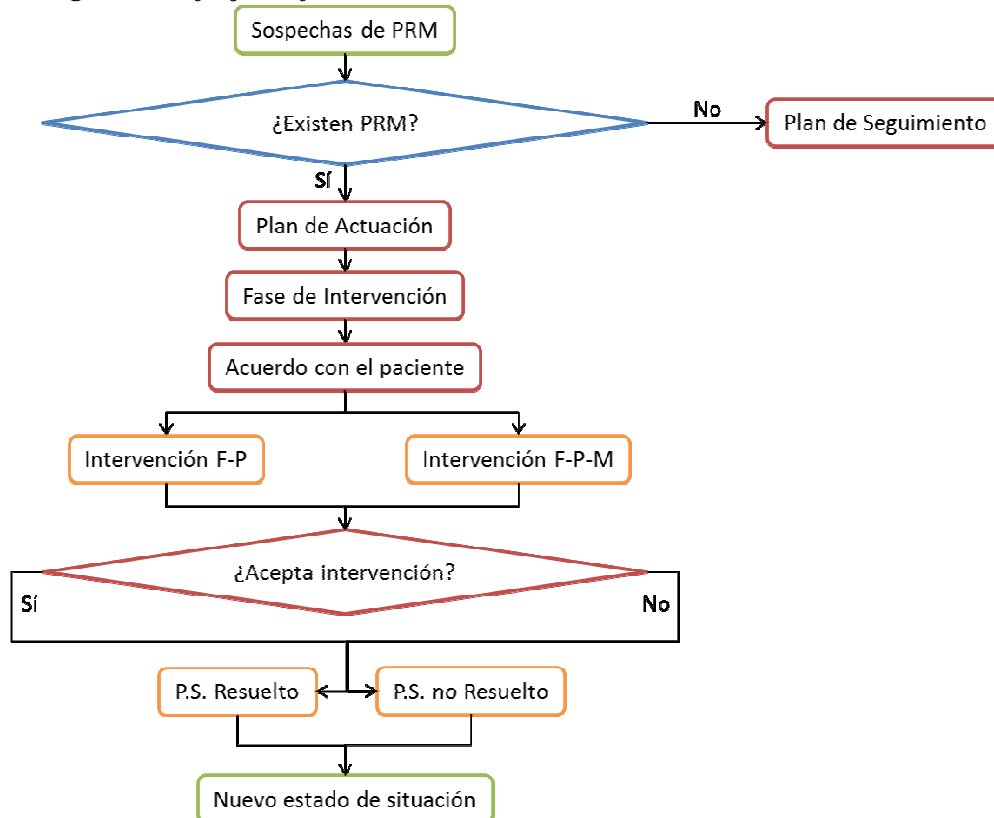 Sospechas de PRM
¿Existen PRM?
No
Plan de Seguimiento
Sí
Plan de Actuación
Fase de Intervención
Acuerdo con el paciente
Intervención F-P
Intervención F-P-M
¿Acepta intervención?
Sí
No
P.S. Resuelto
P.S. no Resuelto
Nuevo estado de situación